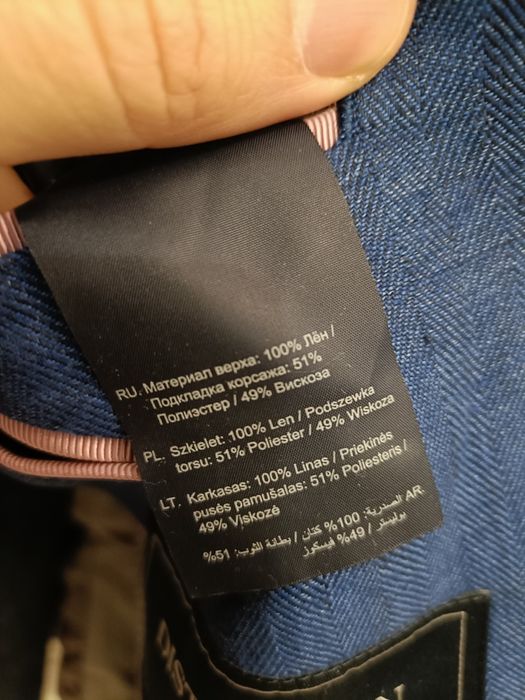 RU. Материал верха: 100% Лён /
Подкладка корсажа: 51%
Полиэстер / 49% Вискоза
PL. Szkielet: 100% Len / Podszewka
torsu: 51% Poliester / 49% Wiskoza
LT. Karkasas: 100% Linas / Priekinės
pusės pamušalas: 51% Poliesteris /
49% Viskozė
AR الصدرية: 100% كتان / بطانة الثوب: 51%
بوليستر / 49% فيسكوز